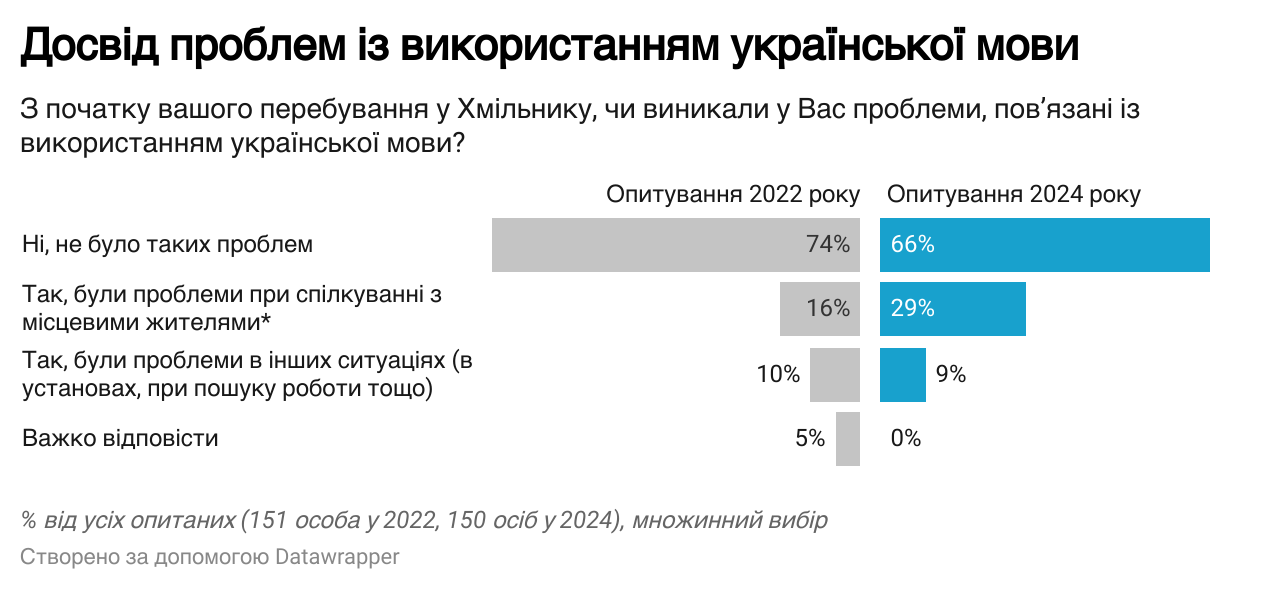 Досвід проблем із використанням української мови
З початку вашого перебування у Хмільнику, чи виникали у Вас проблеми, пов’язані із
використанням української мови?
Опитування 2022 року
Опитування 2024 року
Ні, не було таких проблем
74%
66%
Так, були проблеми при спілкуванні з
місцевими жителями*
16%
29%
Так, були проблеми в інших ситуаціях (в
установах, при пошуку роботи тощо)
10%
9%
Важко відповісти
5%
0%
% від усіх опитаних (151 особа у 2022, 150 осіб у 2024), множинний вибір
Створено за допомогою Datawrapper